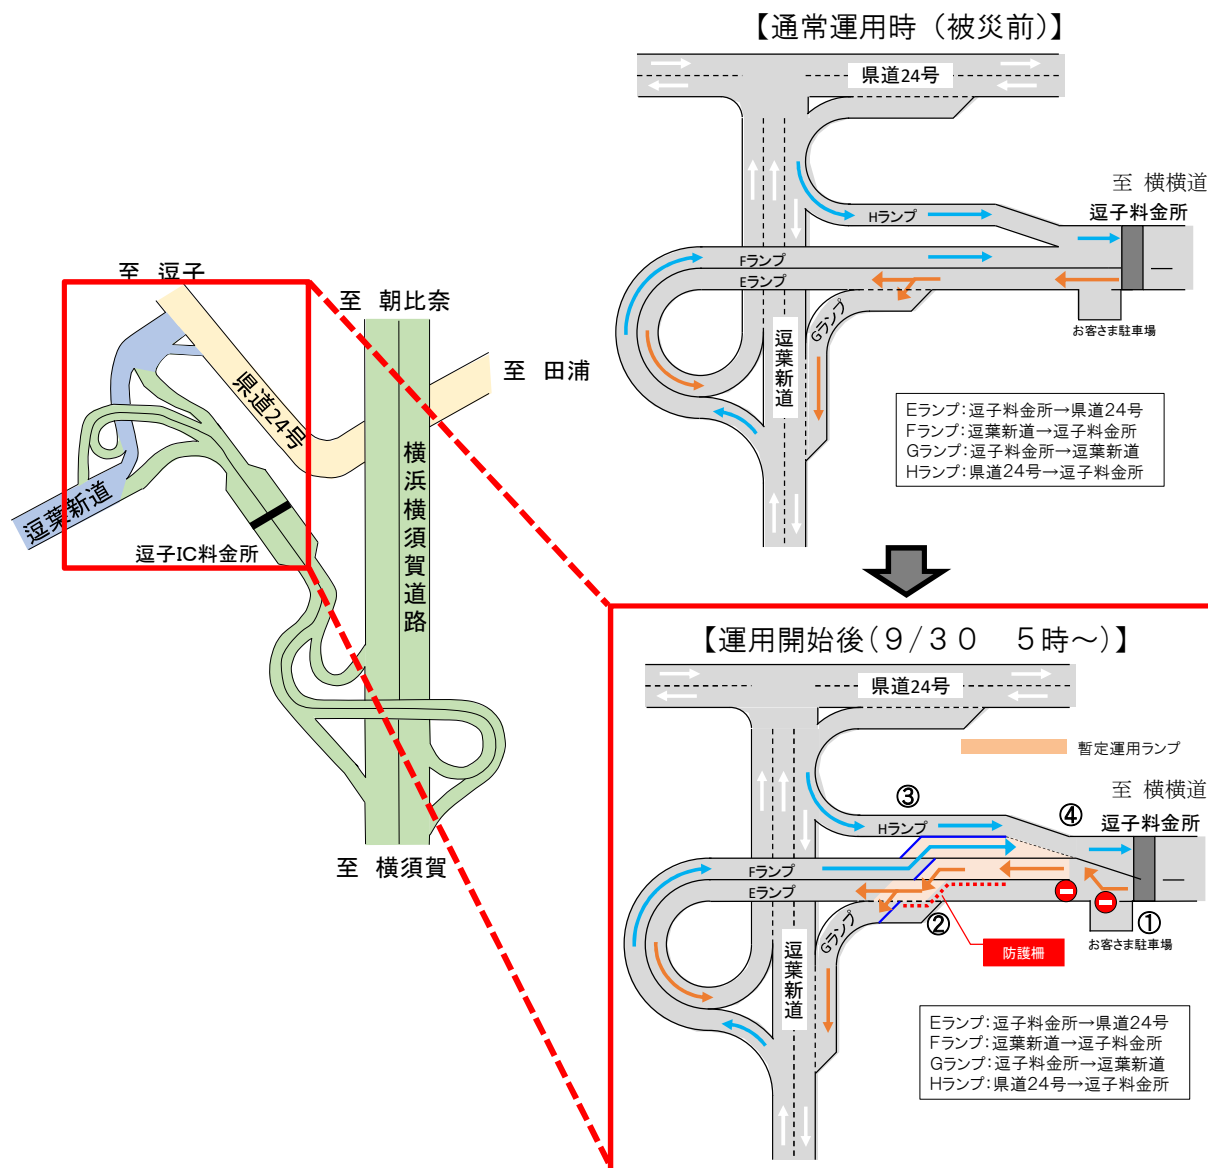 【通常運用時（被災前）】
県道24号
至 横横道
逗子料金所
Hランプ
Fランプ
Eランプ
Gランプ
逗葉新道
お客さま駐車場
Eランプ：逗子料金所→県道24号
Fランプ：逗葉新道→逗子料金所
Gランプ：逗子料金所→逗葉新道
Hランプ：県道24号→逗子料金所
至 逗子
至 朝比奈
至 田浦
県道24号
横浜横須賀道路
逗葉新道
逗子IC料金所
至 横須賀
【運用開始後（９/３０　５時～）】
県道24号
暫定運用ランプ
至 横横道
③
④
逗子料金所
Hランプ
Fランプ
Eランプ
Gランプ
②
①
逗葉新道
防護柵
お客さま駐車場
Eランプ：逗子料金所→県道24号
Fランプ：逗葉新道→逗子料金所
Gランプ：逗子料金所→逗葉新道
Hランプ：県道24号→逗子料金所